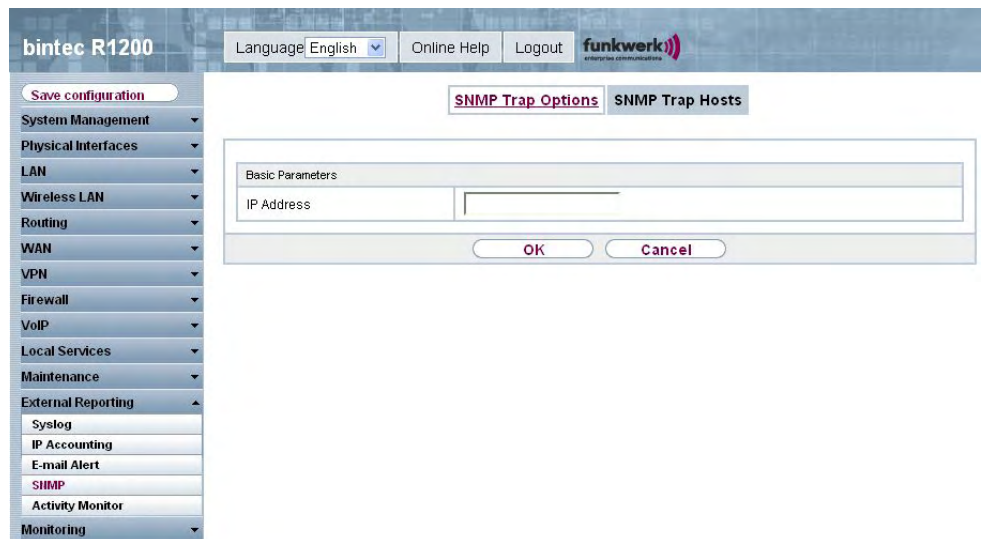 bintec R1200
Language English
Online Help
Logout
funkwerk
enterprise communications
Save configuration
System Management
Physical Interfaces
LAN
Wireless LAN
Routing
WAN
VPN
Firewall
VoIP
Local Services
Maintenance
External Reporting
Syslog
IP Accounting
E-mail Alert
SNMP
Activity Monitor
Monitoring
SNMP Trap Options
SNMP Trap Hosts
Basic Parameters
IP Address
OK
Cancel